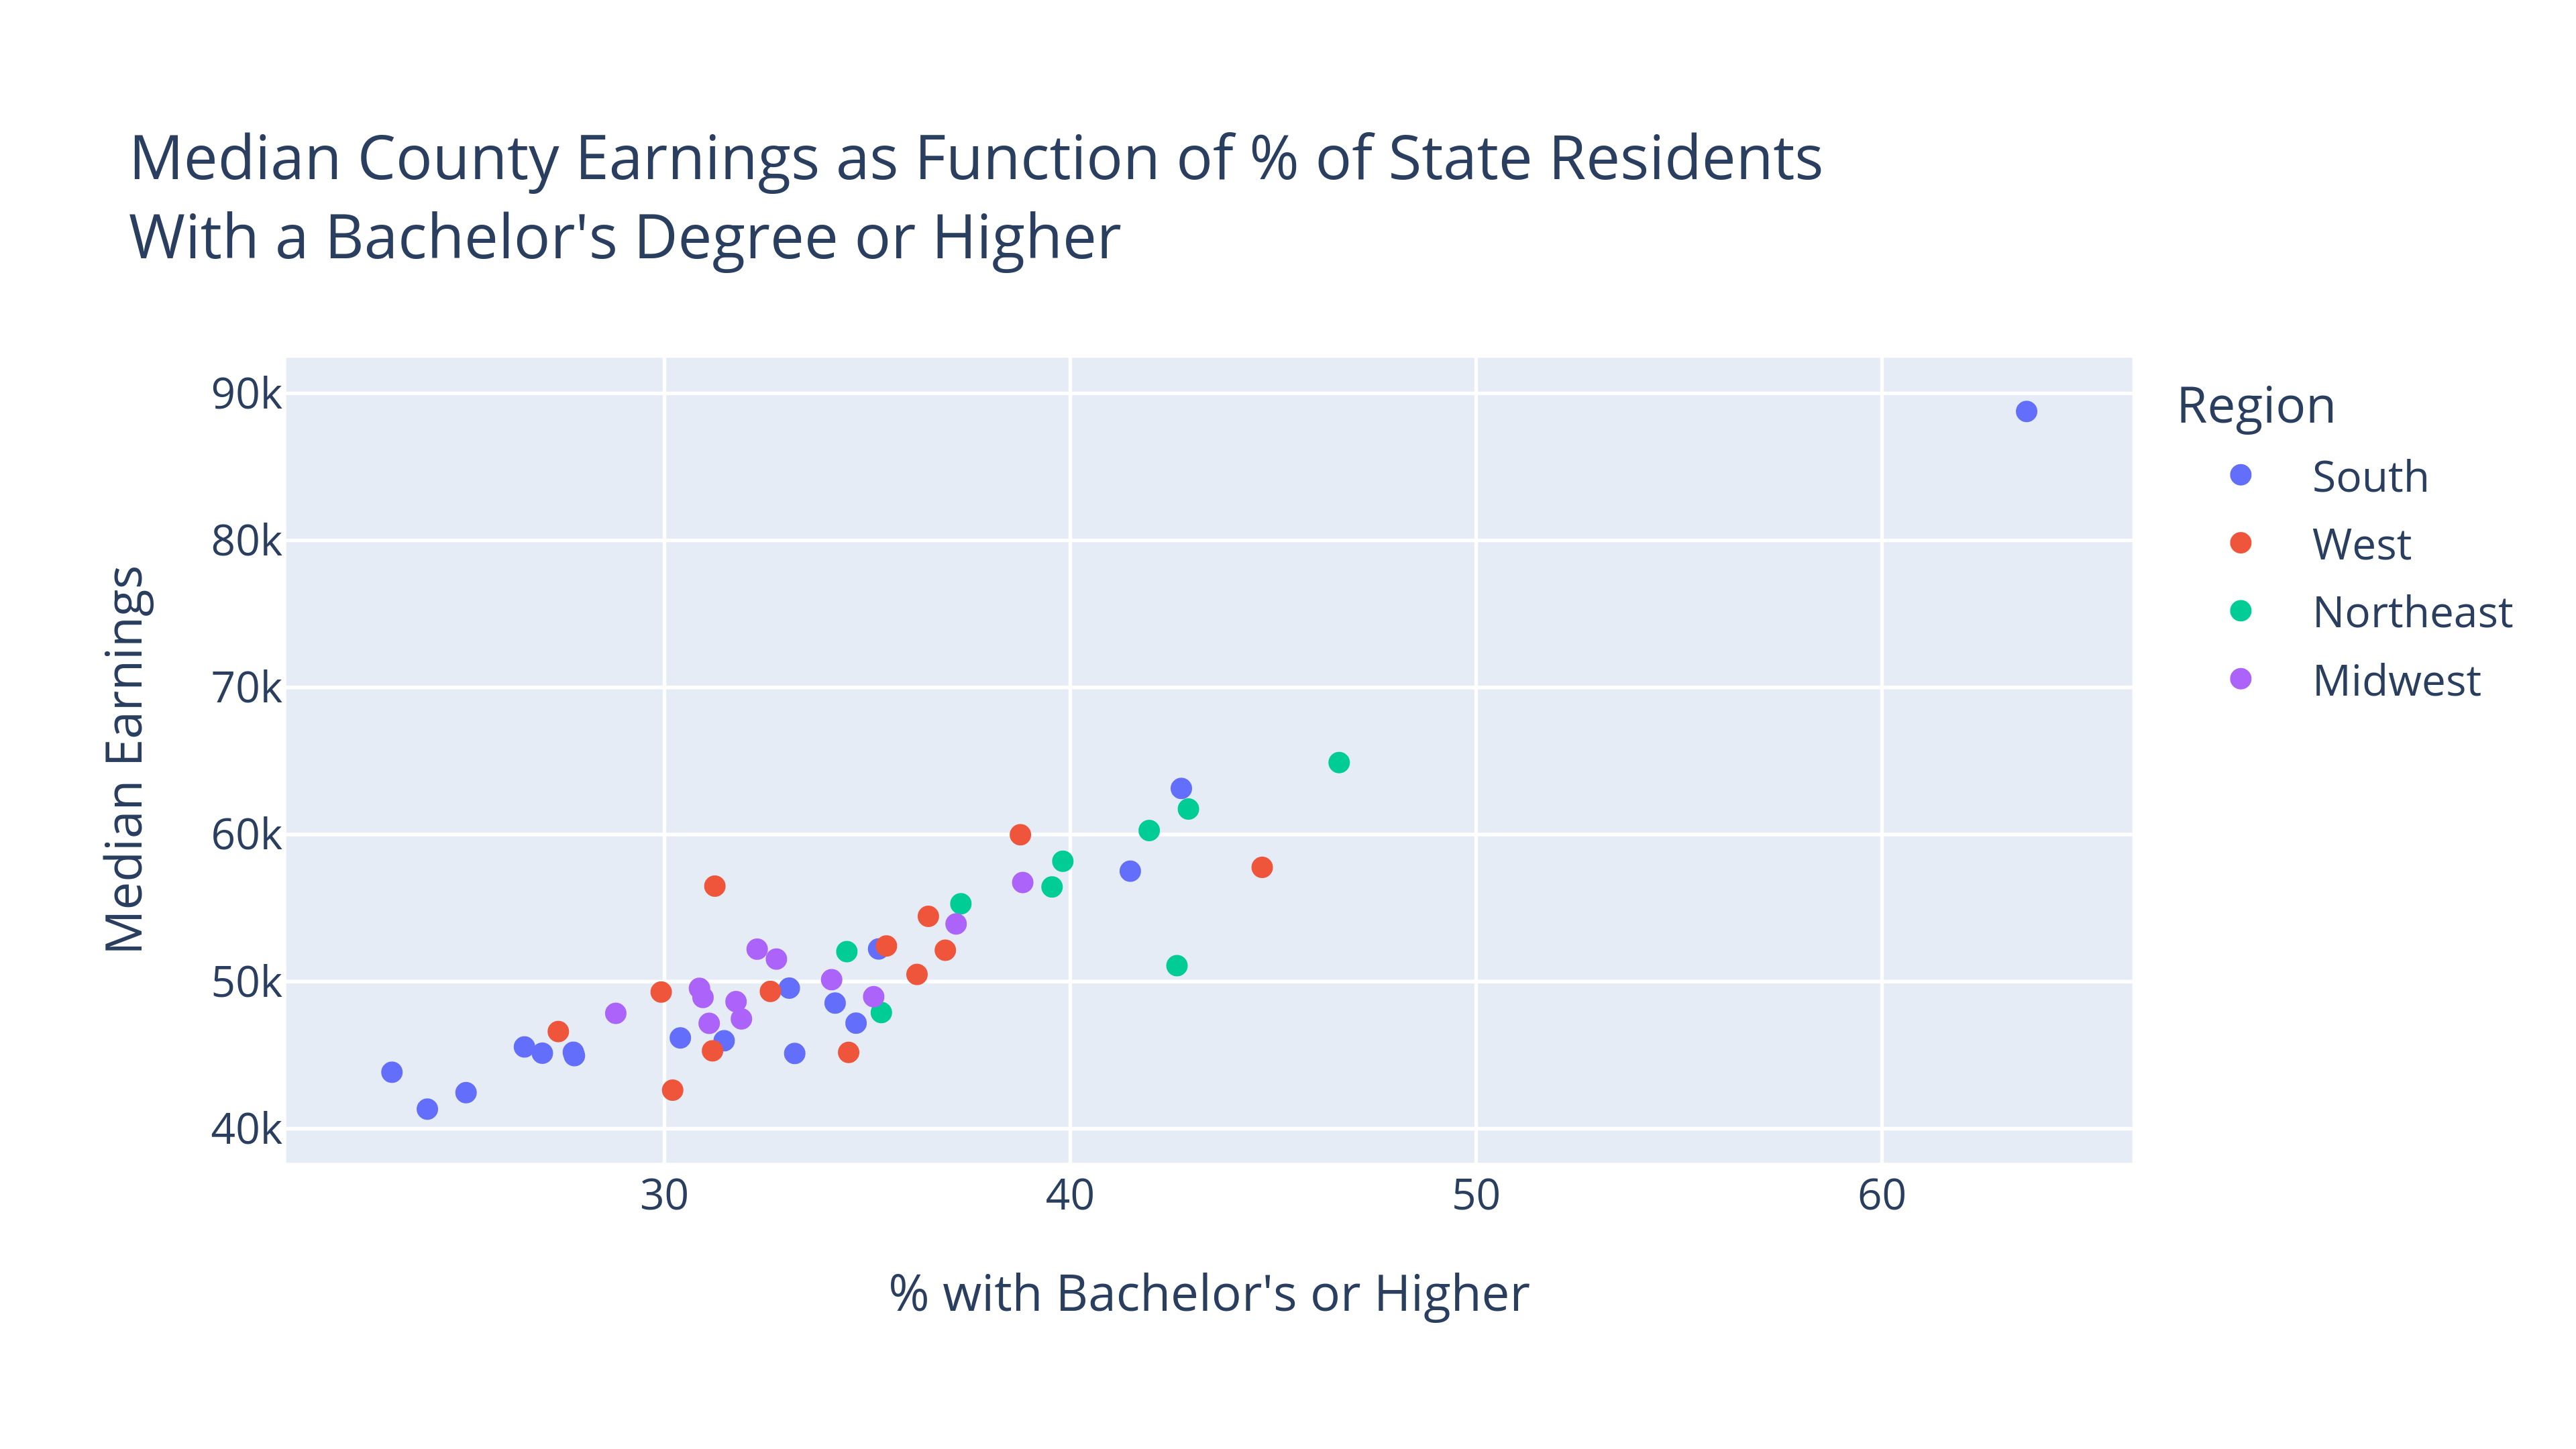 Median County Earnings as Function of % of State Residents
With a Bachelor's Degree or Higher
90k
80k
70k
60k
50k
40k
Median Earnings
30
40
50
60
% with Bachelor's or Higher
Region
South
West
Northeast
Midwest